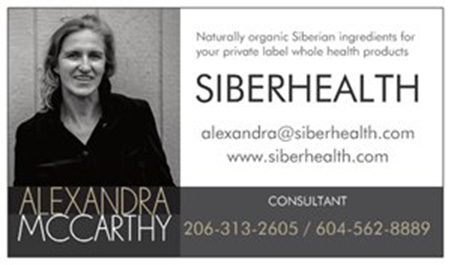 Naturally organic Siberian ingredients for
your private label whole health products
SIBERHEALTH
alexandra@siberhealth.com
www.siberhealth.com
ALEXANDRA
MCCARTHY
CONSULTANT
206-313-2605 / 604-562-8889